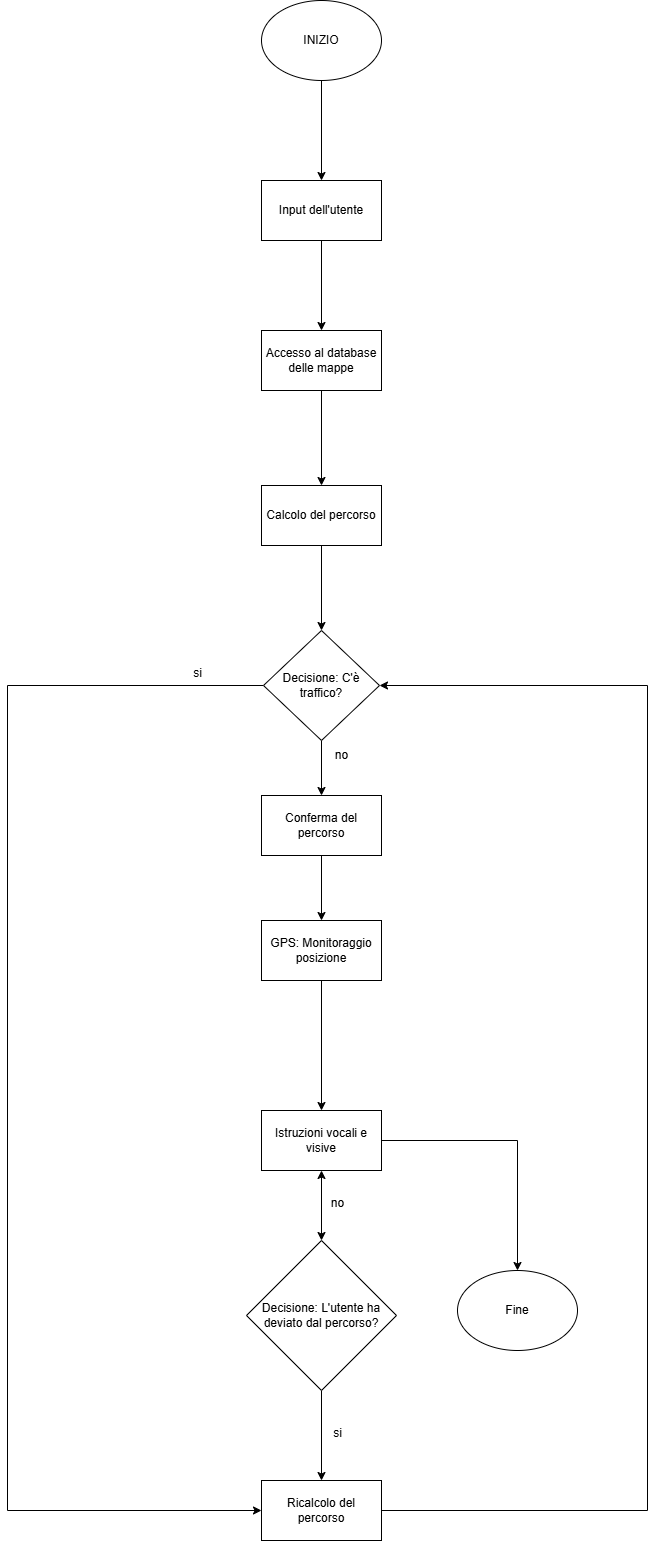 INIZIO
Input dell'utente
Accesso al database
delle mappe
Calcolo del percorso
si
Decisione: C'è
traffico?
no
Conferma del
percorso
GPS: Monitoraggio
posizione
Istruzioni vocali e
visive
no
Decisione: L'utente ha
deviato dal percorso?
Fine
si
Ricalcolo del
percorso